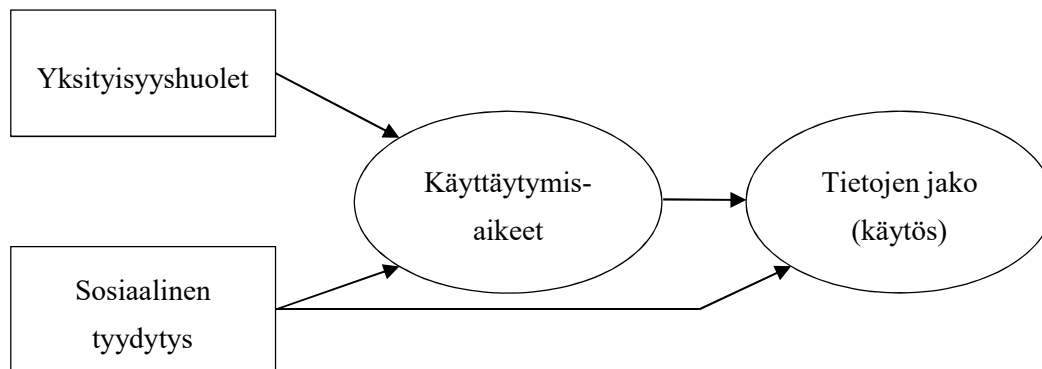 Yksityisyyshuolet
Käyttäytymis-
aikeet
Tietojen jako
(käytös)
Sosiaalinen
tyydytys